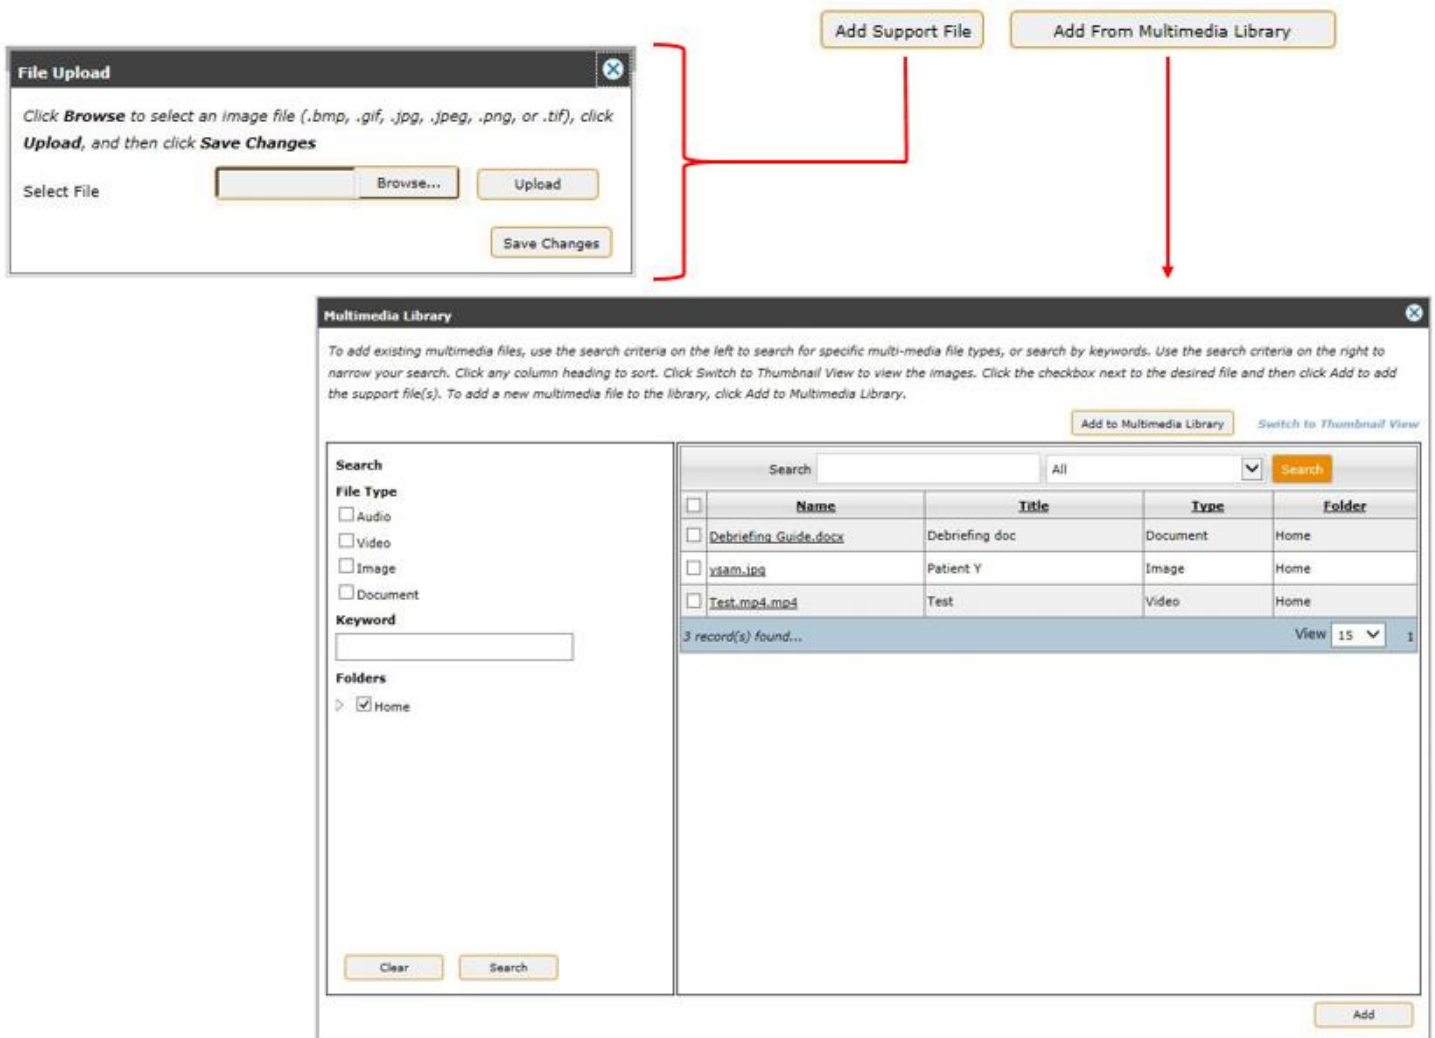 Add Support File
Add From Multimedia Library
File Upload
Click Browse to select an image file (.bmp, .gif, .jpg, .jpeg, .png, or .tif), click
Upload, and then click Save Changes
Select File
Browse...
Upload
Save Changes
Multimedia Library
To add existing multimedia files, use the search criteria on the left to search for specific multi-media file types, or search by keywords. Use the search criteria on the right to
narrow your search. Click any column heading to sort. Click Switch to Thumbnail View to view the images. Click the checkbox next to the desired file and then click Add to add
the support file(s). To add a new multimedia file to the library, click Add to Multimedia Library.
Add to Multimedia Library
Switch to Thumbnail View
Search
File Type
Audio
Video
Image
Document
Keyword
Folders
Home
Clear
Search
Search
All
Search
Name Title Type Folder
Debriefing Guide.docx Debriefing doc Document Home
ysam.jpg Patient Y Image Home
Test.mp4.mp4 Test Video Home
3 record(s) found...
View 15 1
Add